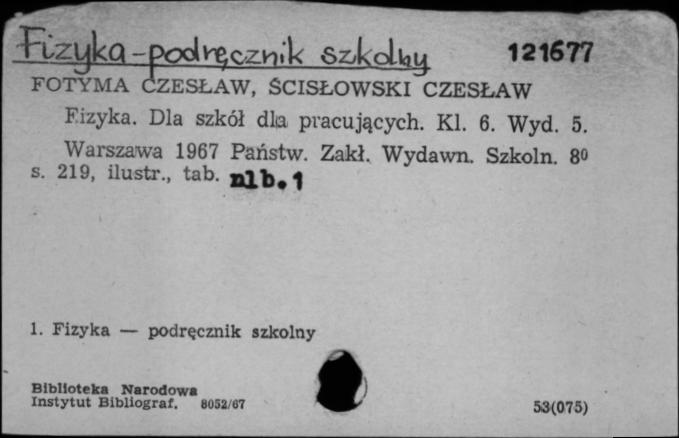 Fizyka-podręcznik szkolny 121677
FOTYMA CZESŁAW, ŚCISŁOWSKI CZESŁAW
Fizyka. Dla szkół dla pracujących. Kl. 6. Wyd. 5.
Warszawa 1967 Państw. Zakł. Wydawn. Szkoln. 8⁰
s. 219, ilustr., tab. nlb. 1
1. Fizyka — podręcznik szkolny
Biblioteka Narodowa
Instytut Bibliograf. 8052/67 53(075)